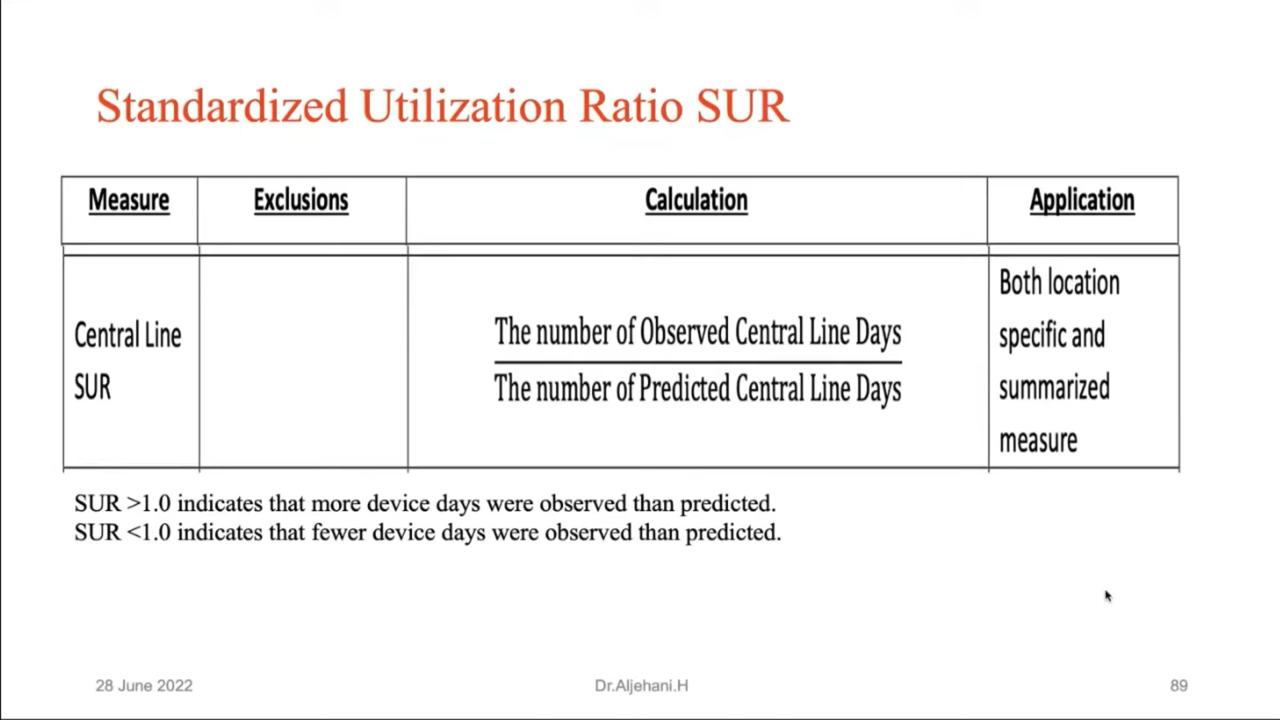 Standardized Utilization Ratio SUR
Measure
Exclusions
Calculation
Application
Central Line
SUR
The number of Observed Central Line Days
The number of Predicted Central Line Days
Both location
specific and
summarized
measure
SUR >1.0 indicates that more device days were observed than predicted.
SUR <1.0 indicates that fewer device days were observed than predicted.
28 June 2022
Dr.Aljehani.H
89